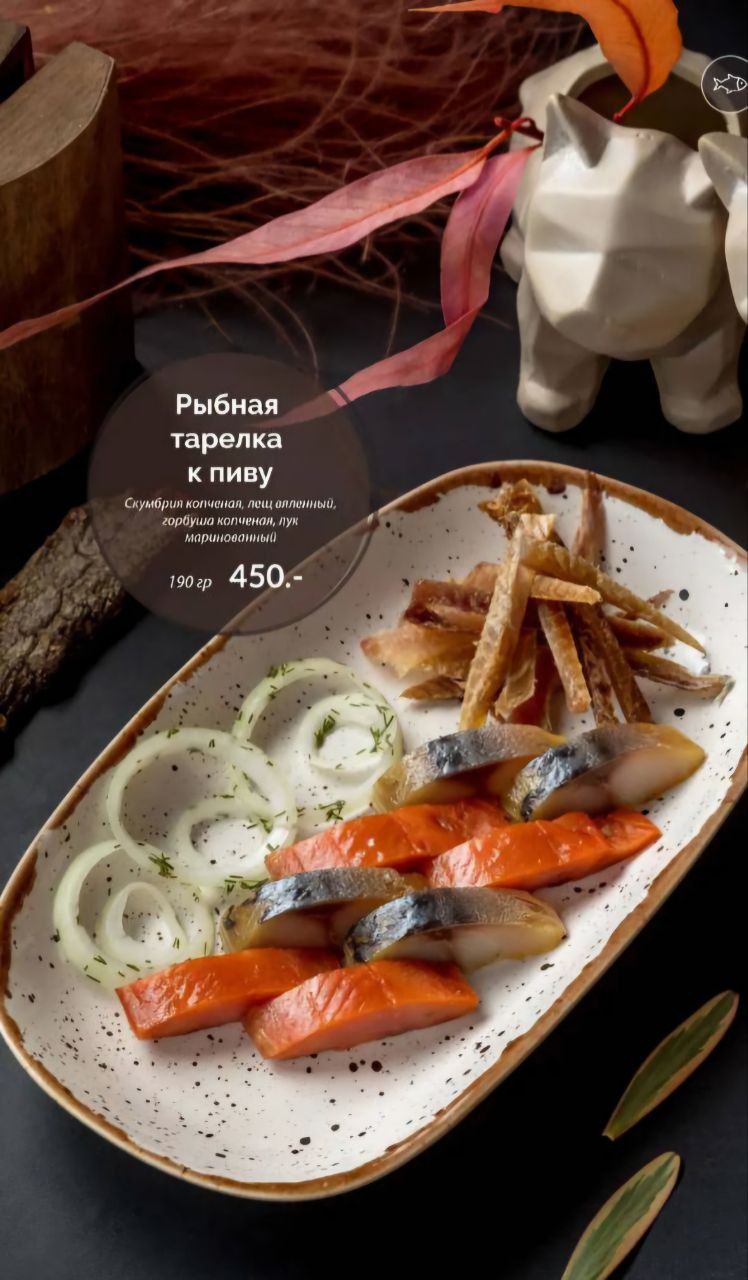 Рыбная
тарелка
к пиву
Скумбрия копченая, лещ вяленный,
горбуша копченая, лук
маринованный
190 гр 450.-